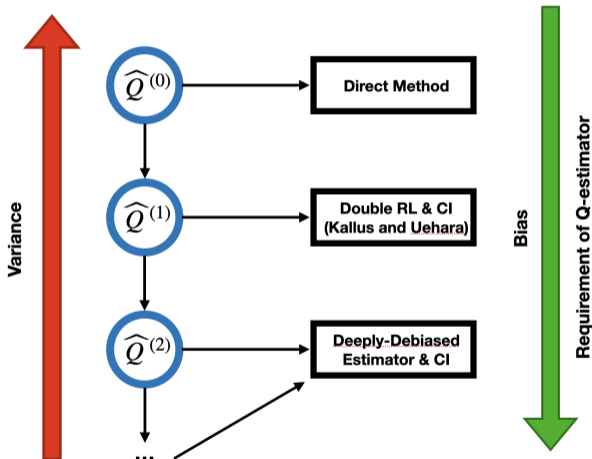 Q̂^(0)
Direct Method
Q̂^(1)
Double RL & CI
(Kallus and Uehara)
Q̂^(2)
Deeply-Debiased
Estimator & CI
...
Variance
Bias
Requirement of Q-estimator